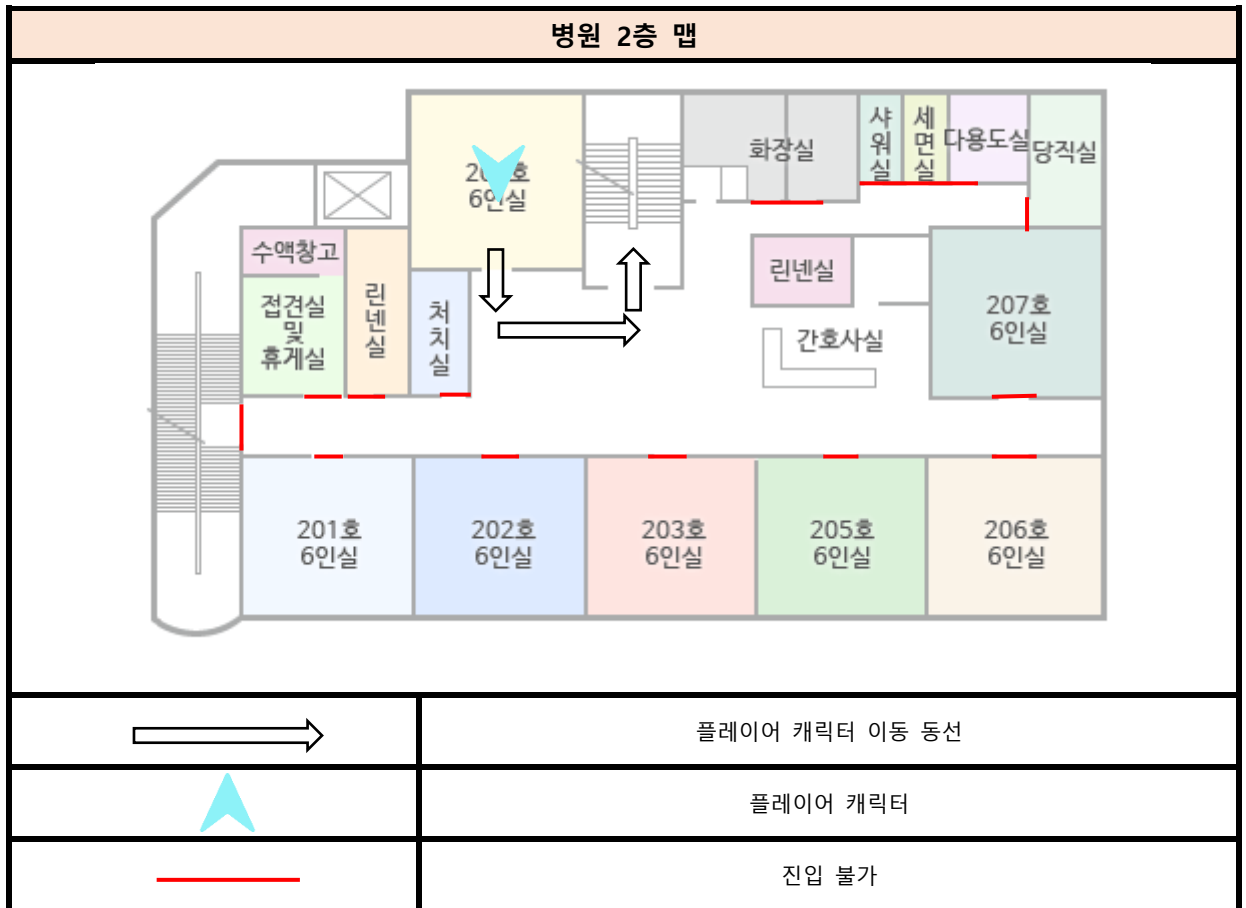 병원 2층 맵
화장실
샤워실
세면실
다용도실
당직실
6인실
수액창고
접견실
및
휴게실
린넨실
처치실
린넨실
간호사실
207호
6인실
201호
6인실
202호
6인실
203호
6인실
205호
6인실
206호
6인실
플레이어 캐릭터 이동 동선
플레이어 캐릭터
진입 불가